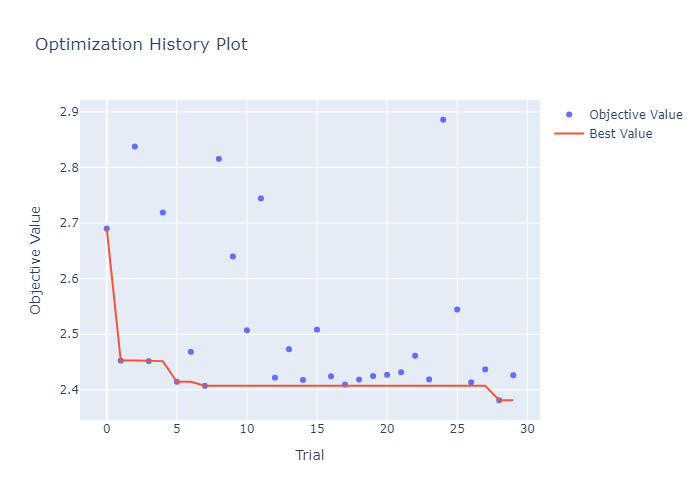 Optimization History Plot
Objective Value
Best Value
2.9
2.8
2.7
2.6
2.5
2.4
Objective Value
0 5 10 15 20 25 30
Trial